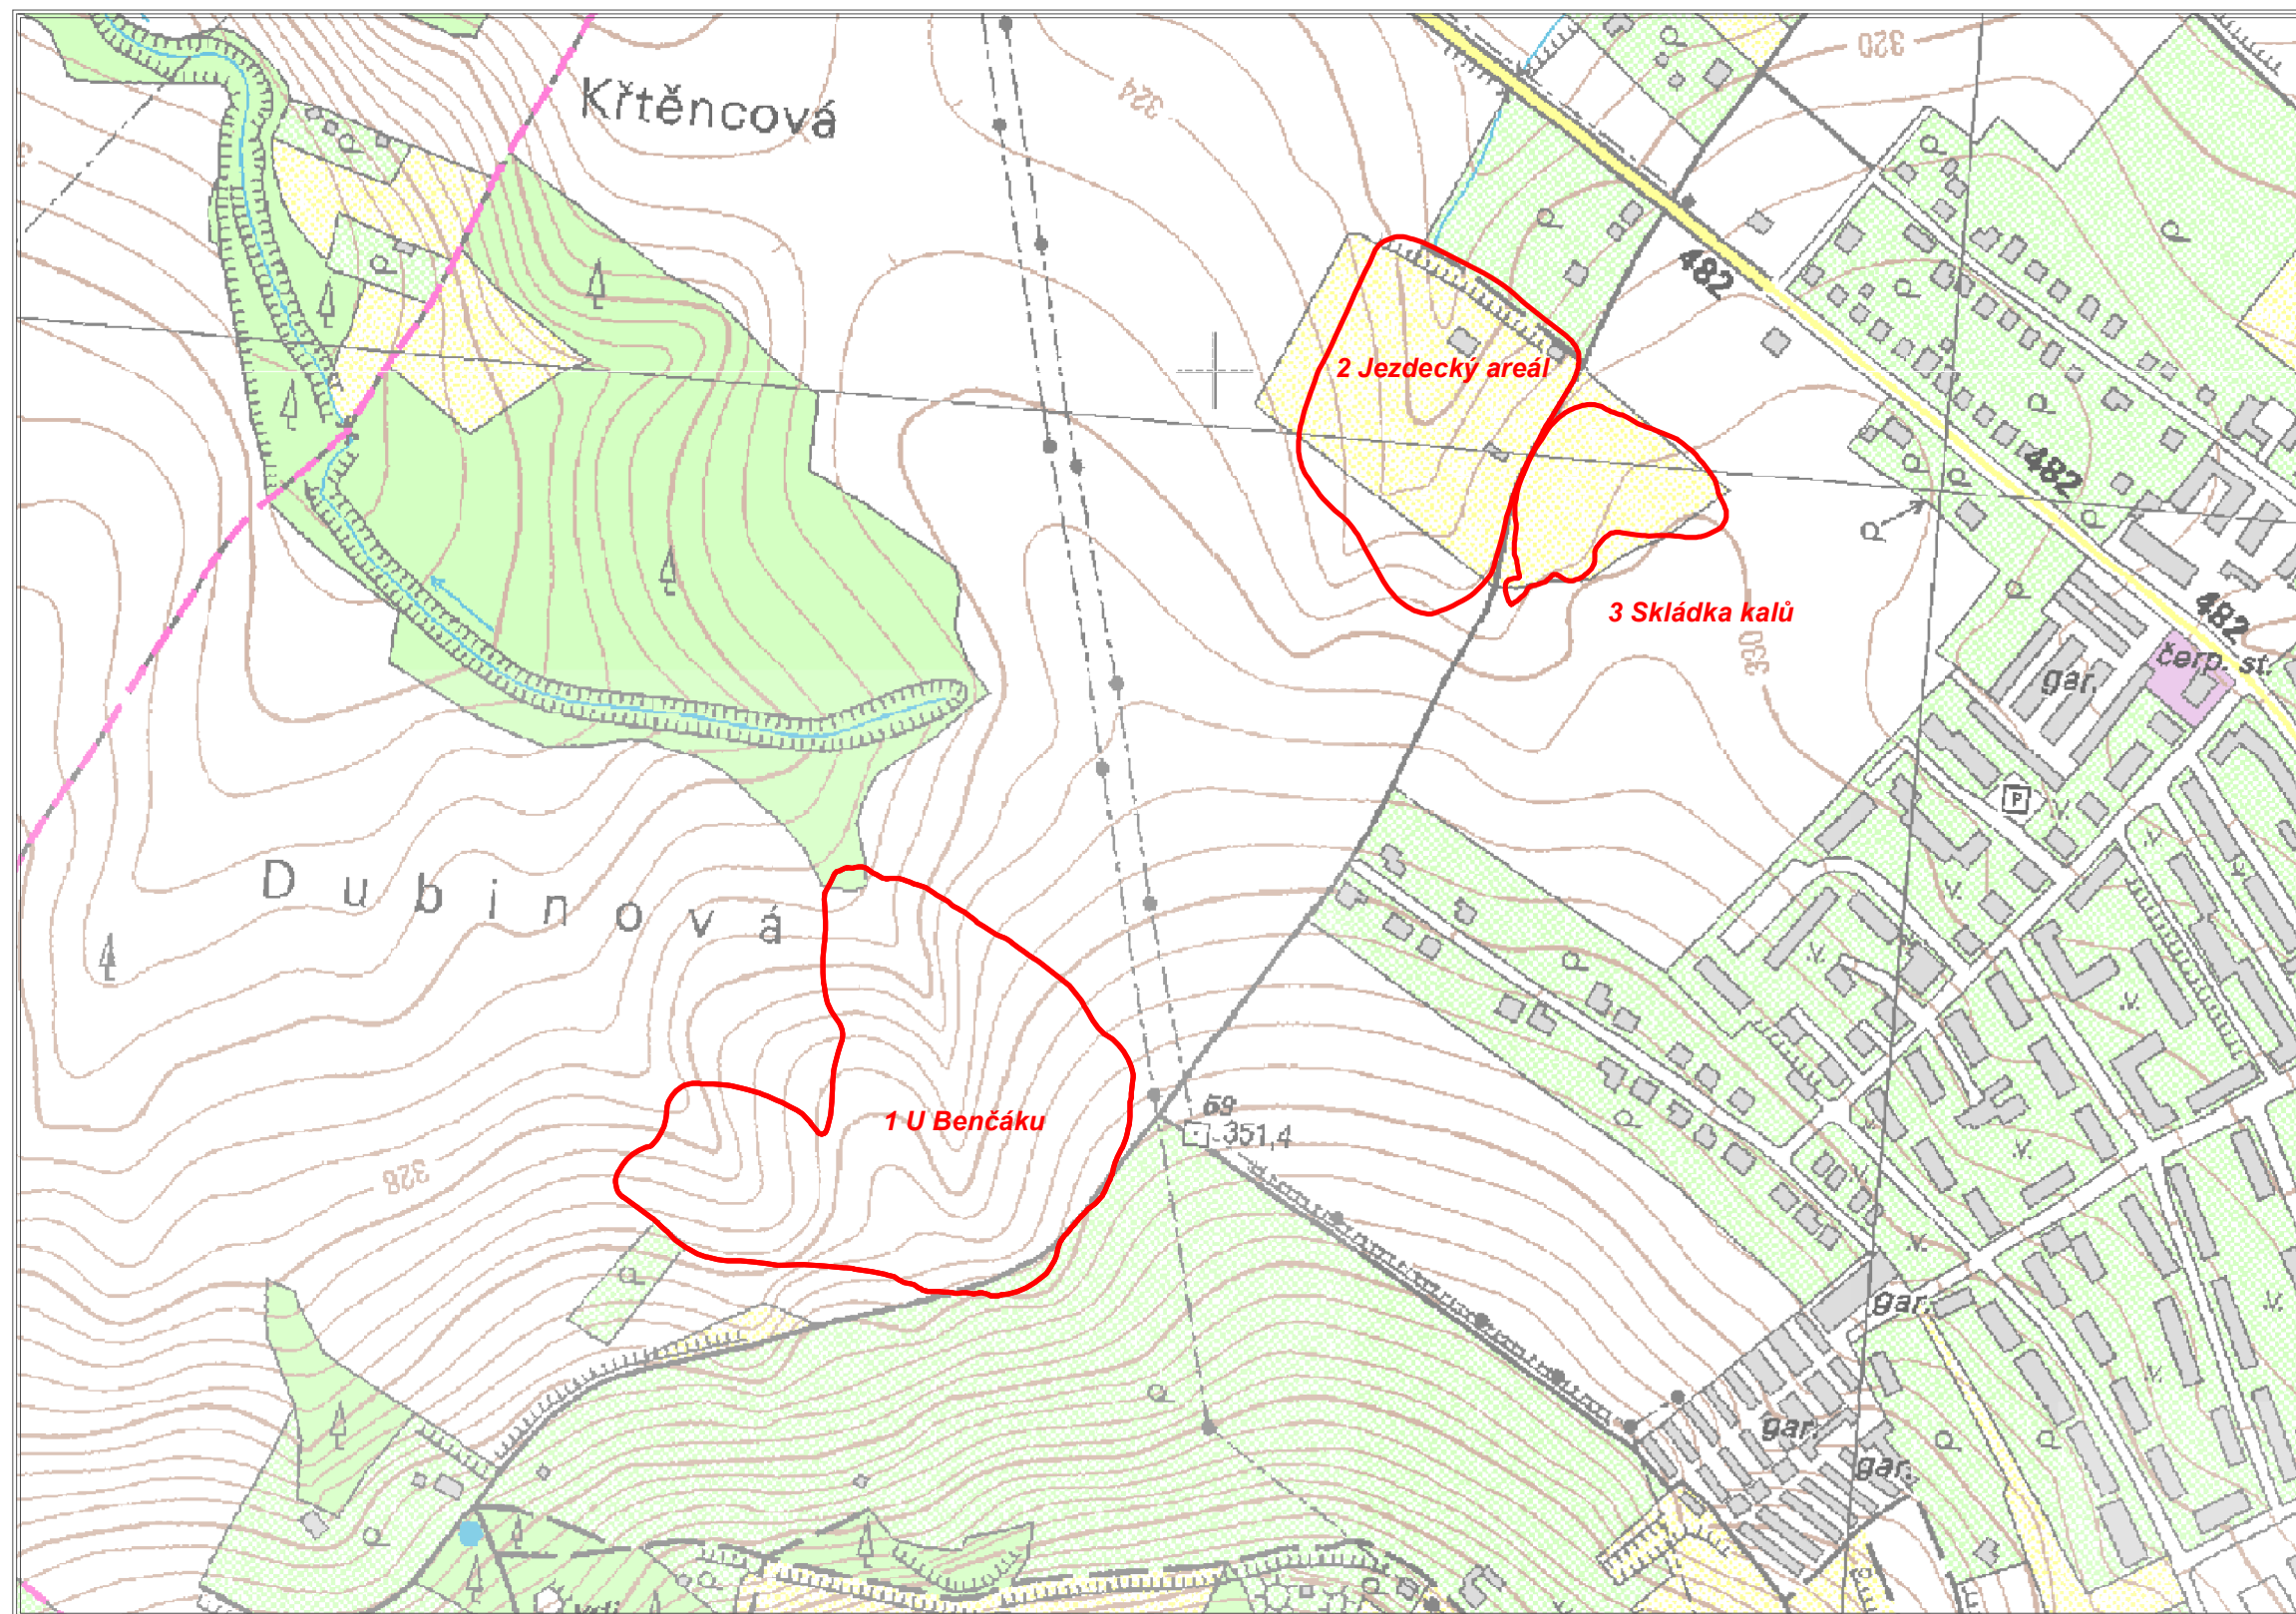 320
Křtěncová
324
482
2 Jezdecký areál
482
482
3 Skládka kalů
330
čerp. st.
gar.
P
Dubinová
59
351,4
1 U Benčáku
328
gar.
gar.
gar.